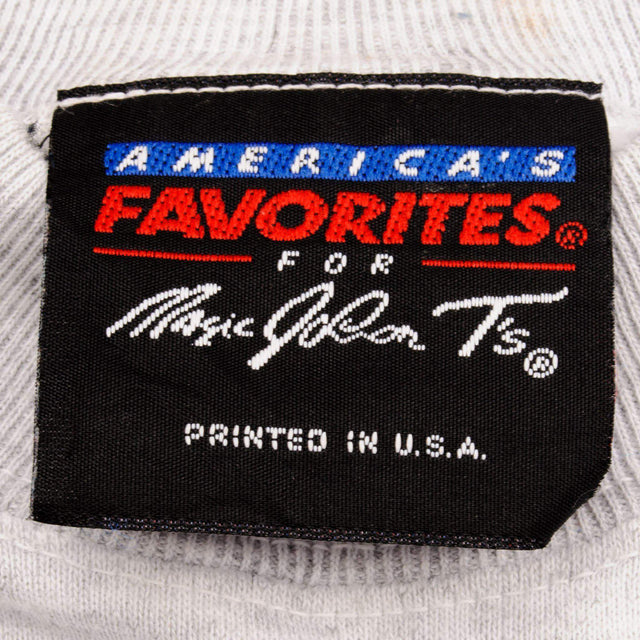 AMERICA'S
FAVORITES®
FOR
Magic Johnson T's®
PRINTED IN U.S.A.